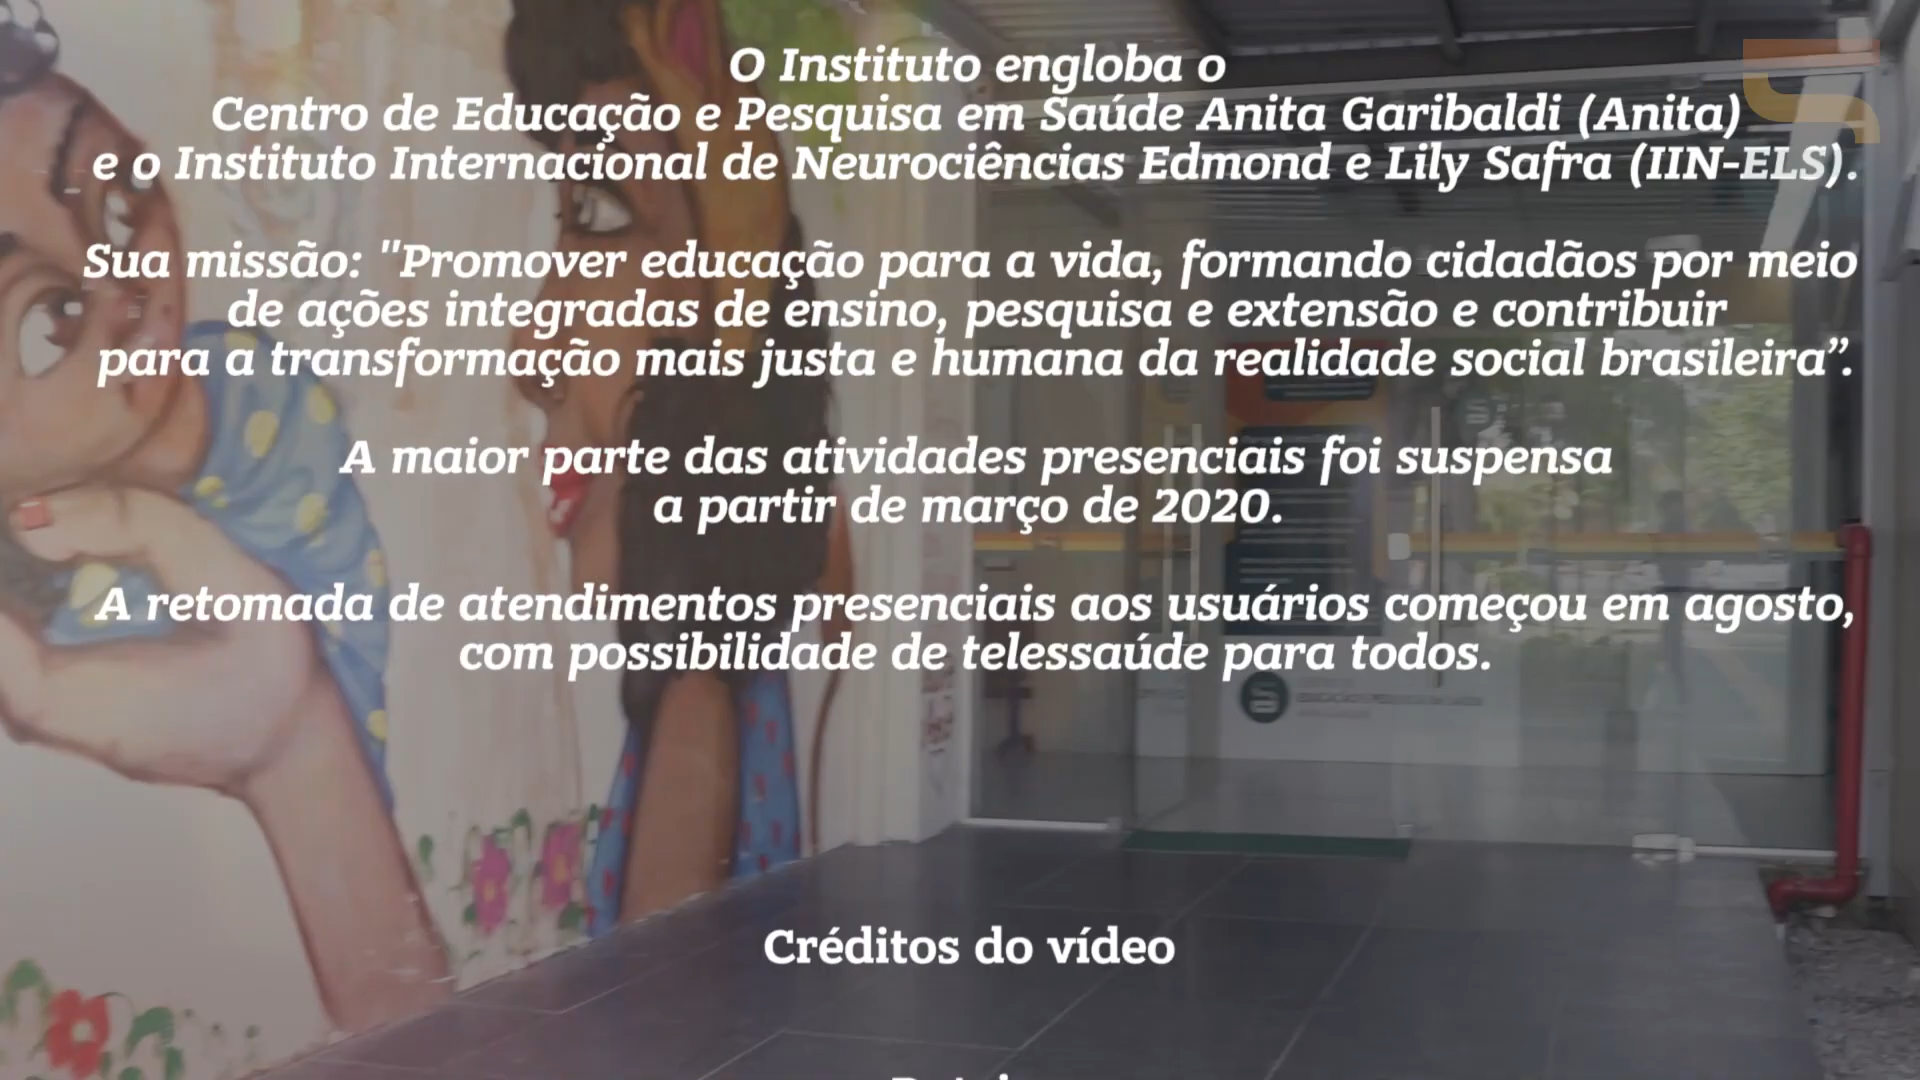 O Instituto engloba o
Centro de Educação e Pesquisa em Saúde Anita Garibaldi (Anita)
e o Instituto Internacional de Neurociências Edmond e Lily Safra (IIN-ELS).
Sua missão: "Promover educação para a vida, formando cidadãos por meio
de ações integradas de ensino, pesquisa e extensão e contribuir
para a transformação mais justa e humana da realidade social brasileira”.
A maior parte das atividades presenciais foi suspensa
a partir de março de 2020.
A retomada de atendimentos presenciais aos usuários começou em agosto,
com possibilidade de telessaúde para todos.
Créditos do vídeo